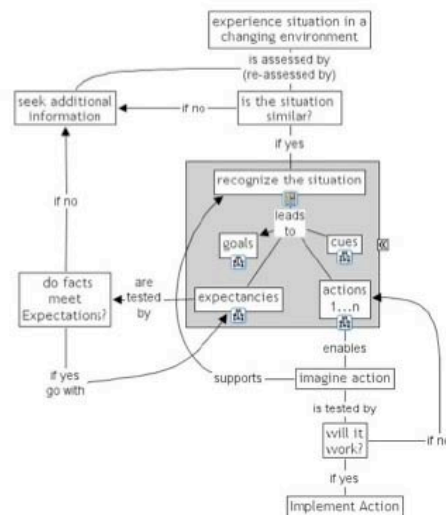 experience situation in a
changing environment
is assessed by
(re-assessed by)
seek additional
information
if no
is the situation
similar?
if yes
recognize the situation
leads
to
goals
cues
if no
do facts
meet
Expectations?
are
tested
by
expectancies
actions
1...n
if yes
go with
enables
supports
imagine action
is tested by
will it
work?
if no
if yes
Implement Action